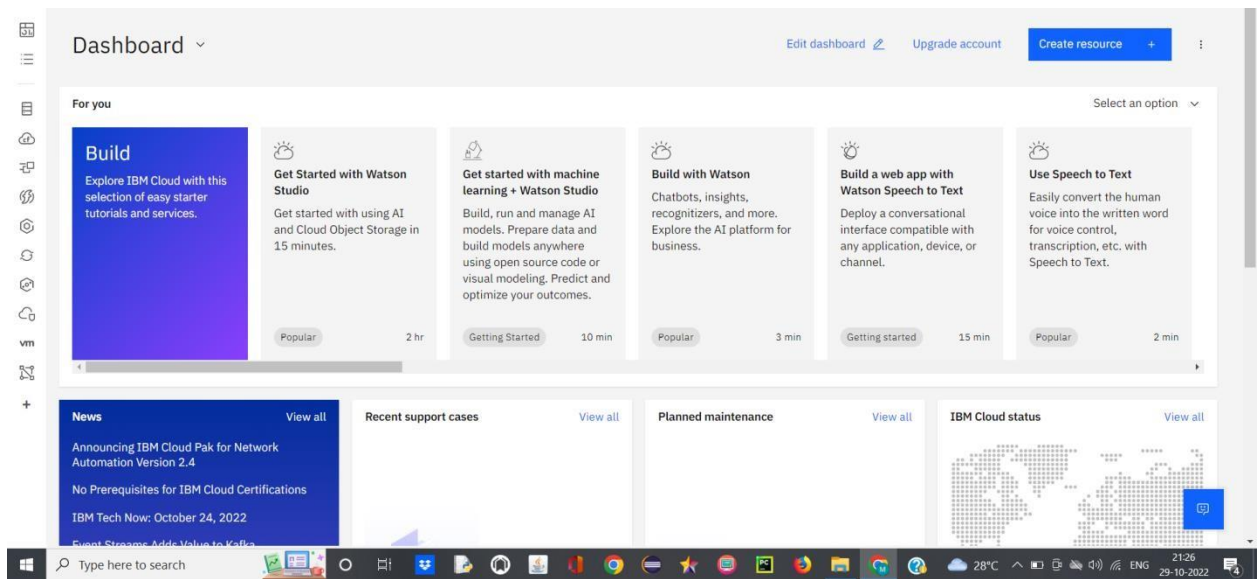 Dashboard
Edit dashboard
Upgrade account
Create resource +
For you
Select an option
Build
Explore IBM Cloud with this
selection of easy starter
tutorials and services.
Get Started with Watson
Studio
Get started with using AI
and Cloud Object Storage in
15 minutes.
Popular 2 hr
Get started with machine
learning + Watson Studio
Build, run and manage AI
models. Prepare data and
build models anywhere
using open source code or
visual modeling. Predict and
optimize your outcomes.
Getting Started 10 min
Build with Watson
Chatbots, insights,
recognitizers, and more.
Explore the AI platform for
business.
Popular 3 min
Build a web app with
Watson Speech to Text
Deploy a conversational
interface compatible with
any application, device, or
channel.
Getting started 15 min
Use Speech to Text
Easily convert the human
voice into the written word
for voice control,
transcription, etc. with
Speech to Text.
Popular 2 min
vm
News View all
Announcing IBM Cloud Pak for Network
Automation Version 2.4
No Prerequisites for IBM Cloud Certifications
IBM Tech Now: October 24, 2022
Event Streams Adds Value to Kafka
Recent support cases View all
Planned maintenance View all
IBM Cloud status View all
Type here to search
28°C
ENG
21:26
29-10-2022